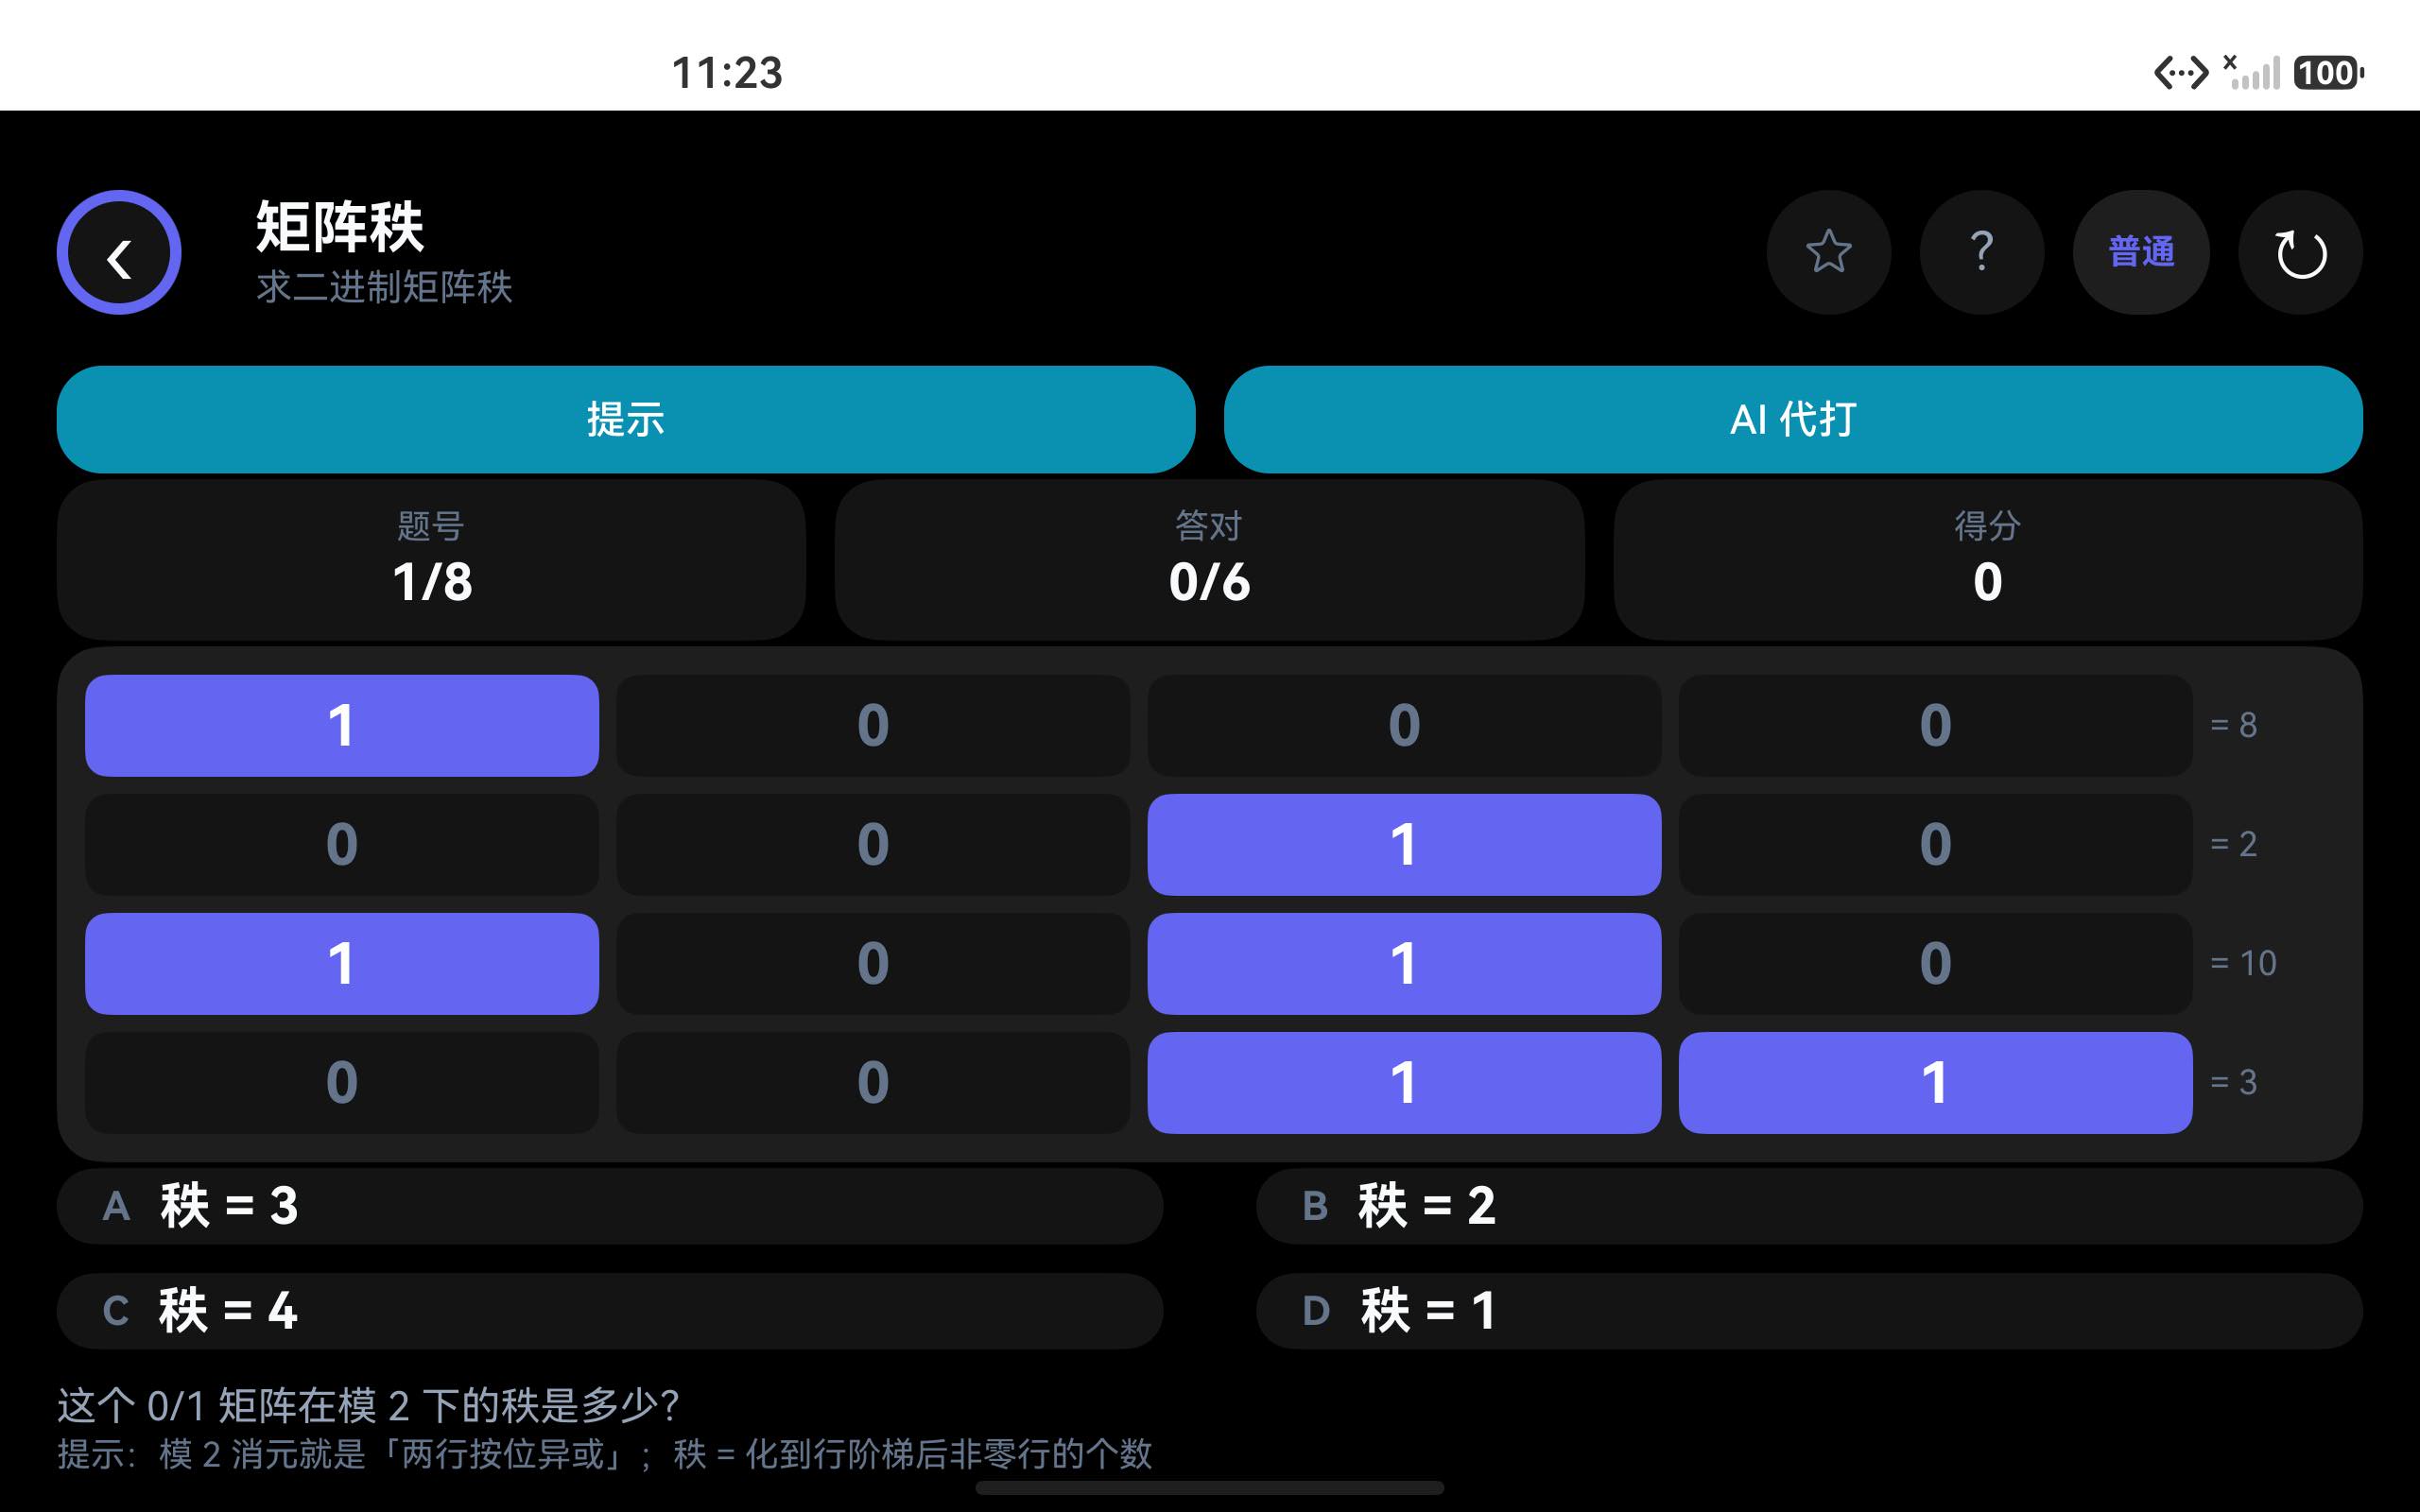 11:23
100
矩阵秩
求二进制矩阵秩
?
普通
提示
AI 代打
题号
1/8
答对
0/6
得分
0
1 0 0 0 = 8
0 0 1 0 = 2
1 0 1 0 = 10
0 0 1 1 = 3
A 秩 = 3
B 秩 = 2
C 秩 = 4
D 秩 = 1
这个 0/1 矩阵在模 2 下的秩是多少?
提示: 模 2 消元就是「两行按位异或」; 秩 = 化到行阶梯后非零行的个数